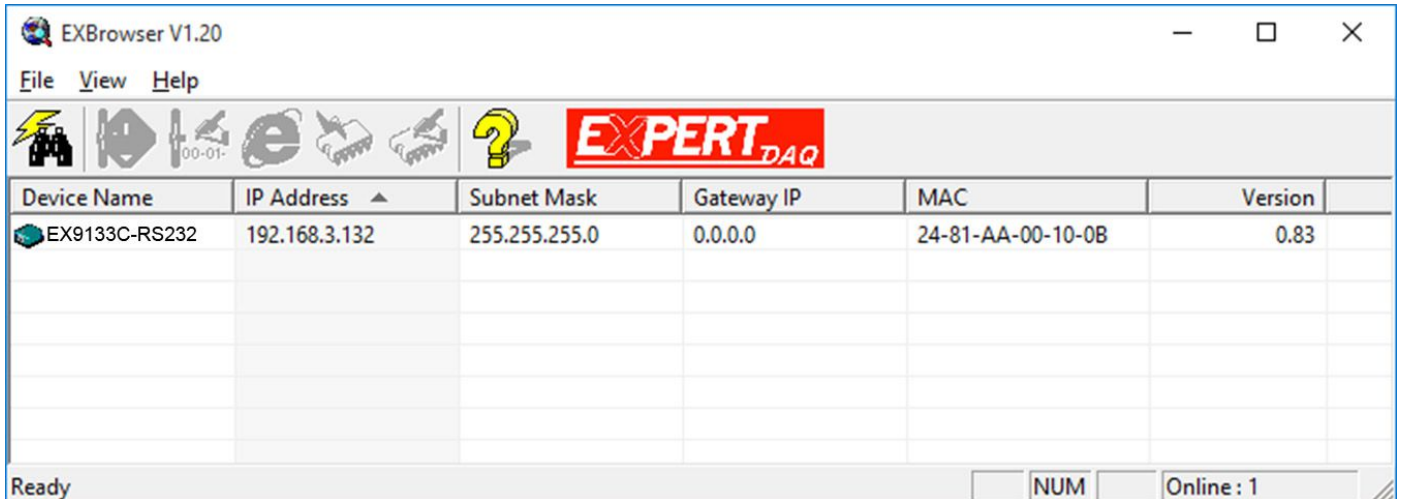 EXBrowser V1.20
File View Help
00-01-
EXPERT DAQ
Device Name IP Address Subnet Mask Gateway IP MAC Version
EX9133C-RS232 192.168.3.132 255.255.255.0 0.0.0.0 24-81-AA-00-10-0B 0.83
Ready NUM Online : 1